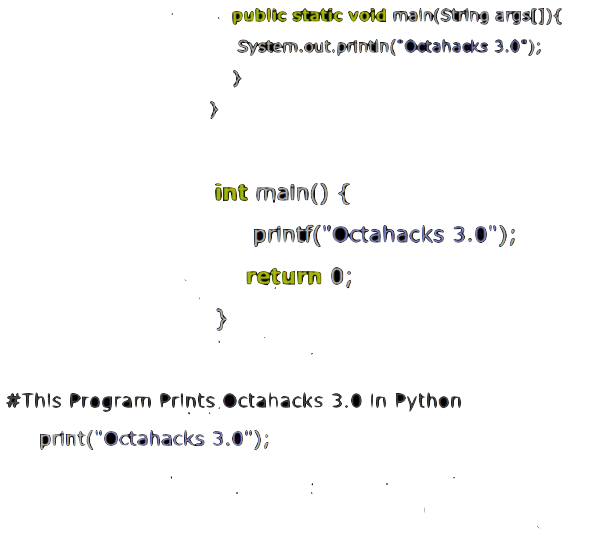 public static void main(String args[]){
System.out.println("Octahacks 3.0");
}
}
int main() {
printf("Octahacks 3.0");
return 0;
}
#This Program Prints Octahacks 3.0 in Python
print("Octahacks 3.0");